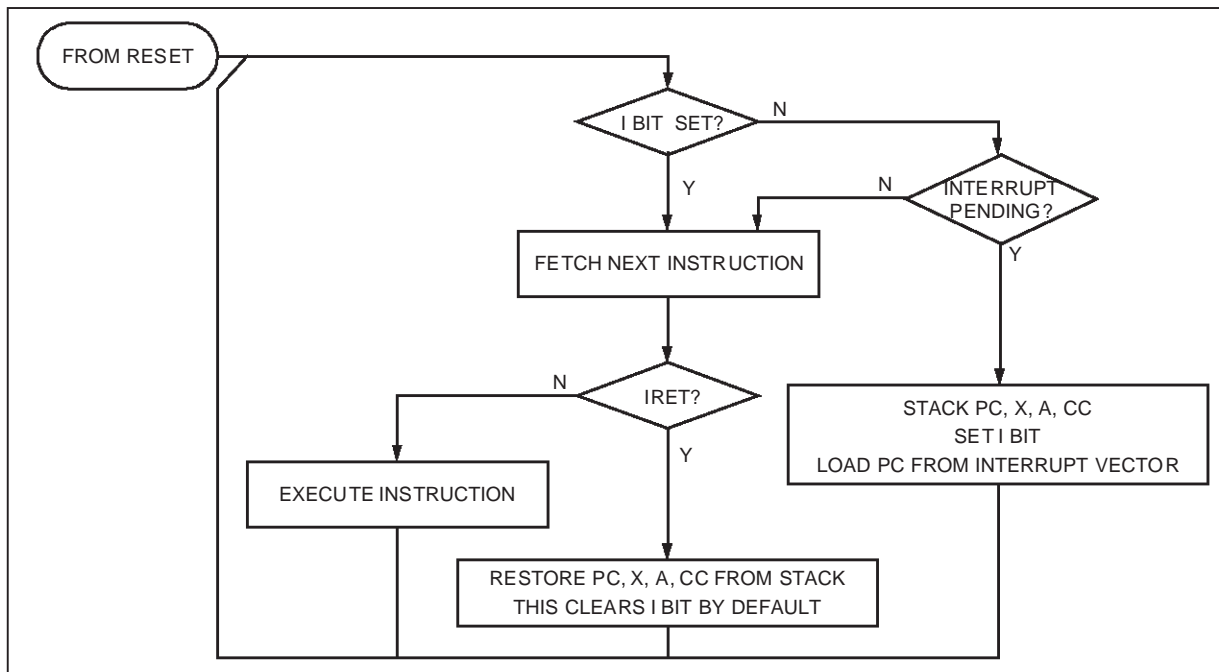 FROM RESET
I BIT SET?
N
Y
N
INTERRUPT
PENDING?
Y
FETCH NEXT INSTRUCTION
N
IRET?
Y
STACK PC, X, A, CC
SET I BIT
LOAD PC FROM INTERRUPT VECTOR
EXECUTE INSTRUCTION
RESTORE PC, X, A, CC FROM STACK
THIS CLEARS I BIT BY DEFAULT